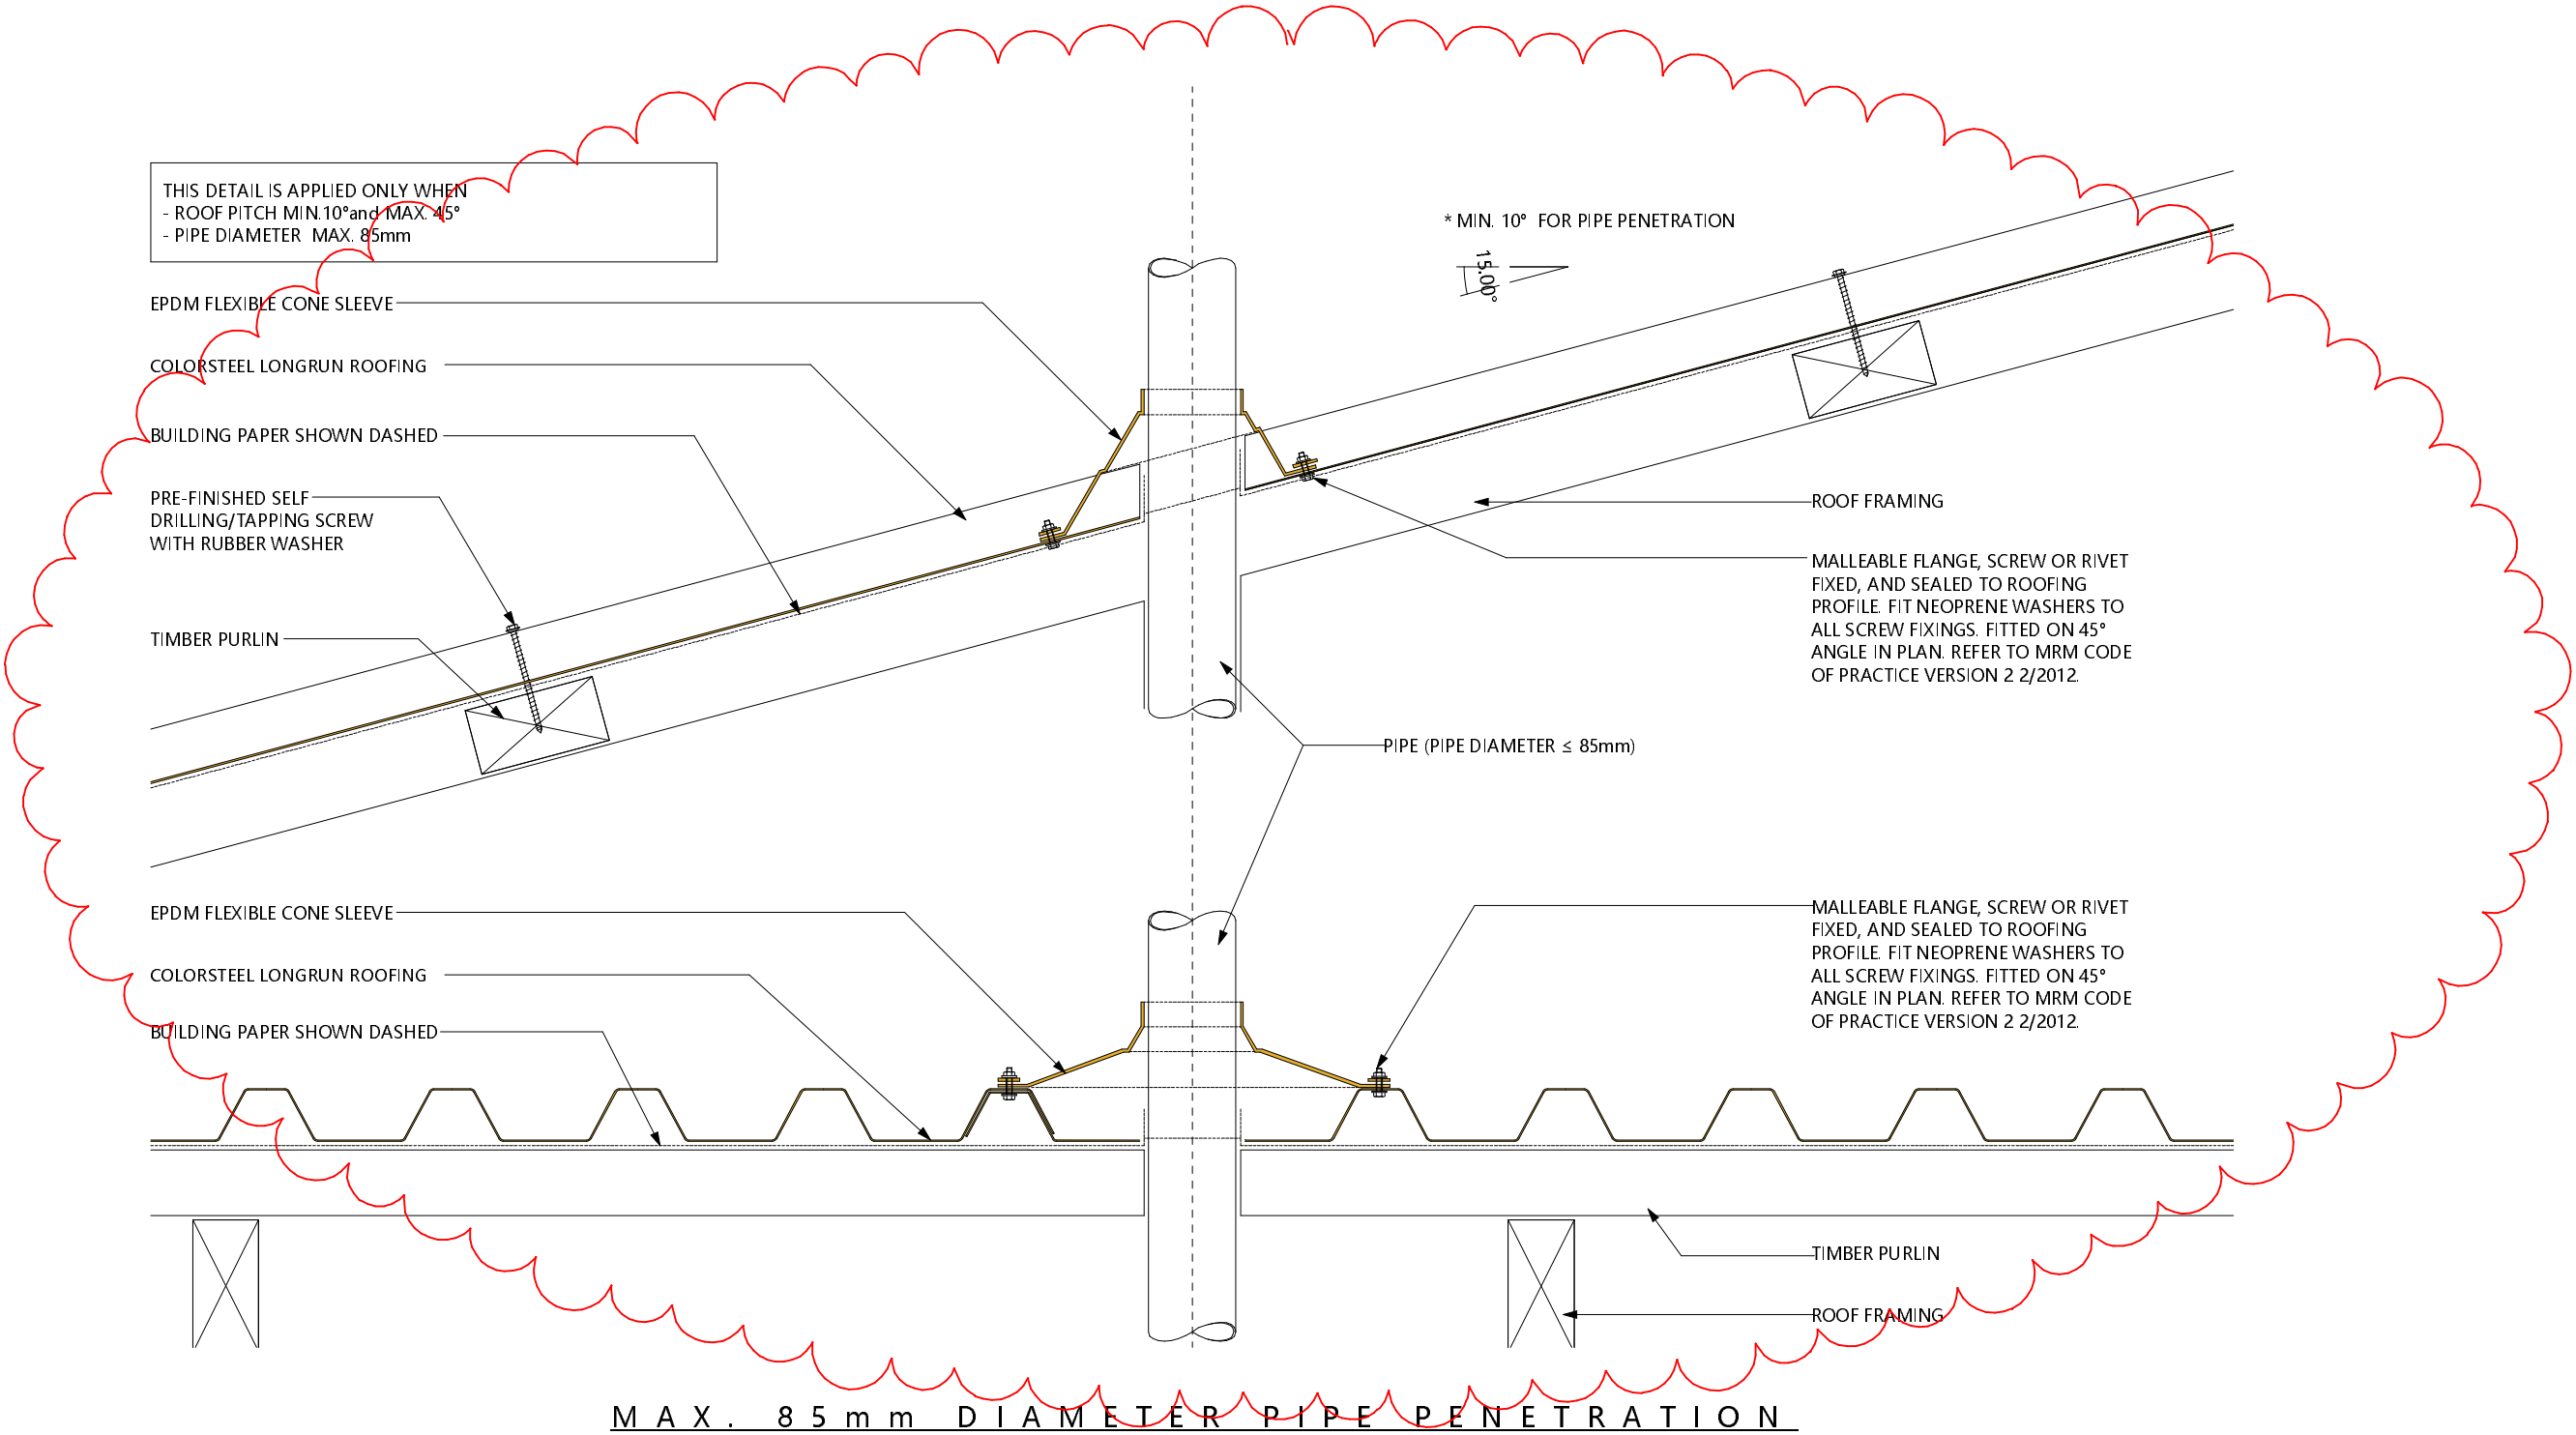 THIS DETAIL IS APPLIED ONLY WHEN
- ROOF PITCH MIN.10°and MAX. 45°
- PIPE DIAMETER MAX. 85mm
* MIN. 10° FOR PIPE PENETRATION
15.00°
EPDM FLEXIBLE CONE SLEEVE
COLORSTEEL LONGRUN ROOFING
BUILDING PAPER SHOWN DASHED
PRE-FINISHED SELF
DRILLING/TAPPING SCREW
WITH RUBBER WASHER
TIMBER PURLIN
ROOF FRAMING
MALLEABLE FLANGE, SCREW OR RIVET
FIXED, AND SEALED TO ROOFING
PROFILE. FIT NEOPRENE WASHERS TO
ALL SCREW FIXINGS. FITTED ON 45°
ANGLE IN PLAN. REFER TO MRM CODE
OF PRACTICE VERSION 2 2/2012.
PIPE (PIPE DIAMETER ≤ 85mm)
EPDM FLEXIBLE CONE SLEEVE
COLORSTEEL LONGRUN ROOFING
BUILDING PAPER SHOWN DASHED
MALLEABLE FLANGE, SCREW OR RIVET
FIXED, AND SEALED TO ROOFING
PROFILE. FIT NEOPRENE WASHERS TO
ALL SCREW FIXINGS. FITTED ON 45°
ANGLE IN PLAN. REFER TO MRM CODE
OF PRACTICE VERSION 2 2/2012.
TIMBER PURLIN
ROOF FRAMING
MAX. 85mm DIAMETER PIPE PENETRATION